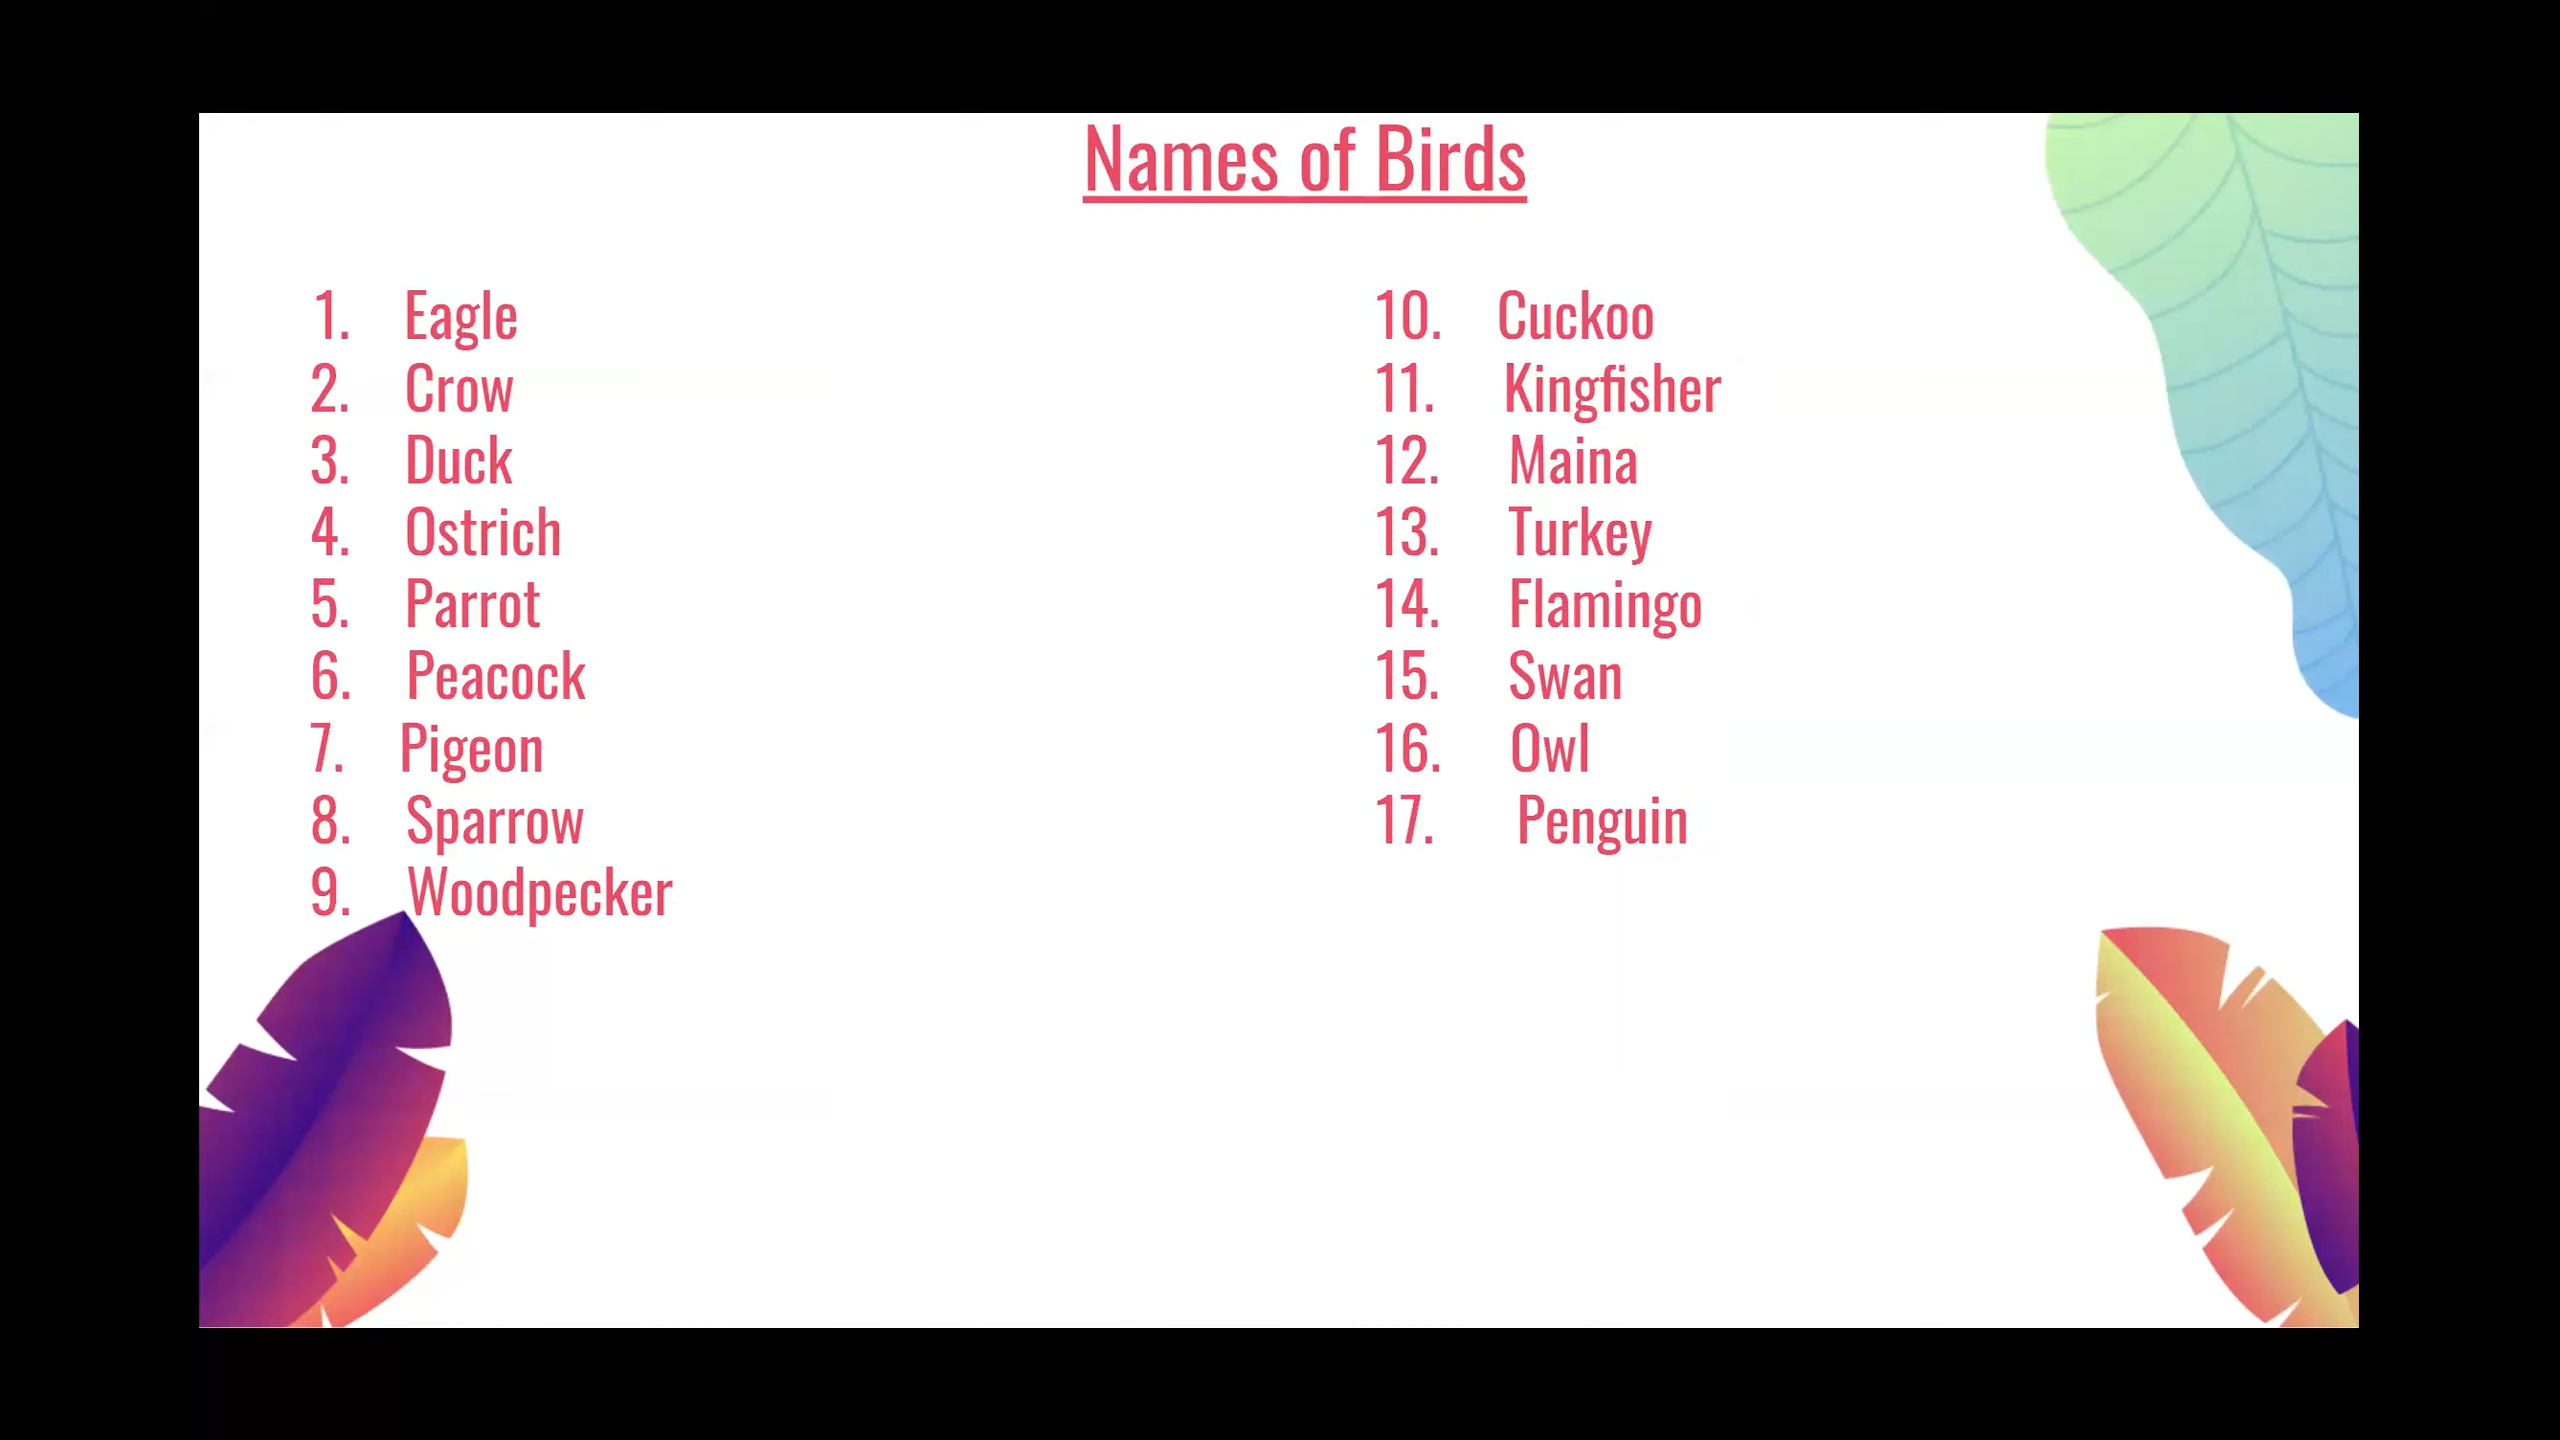 Names of Birds
1. Eagle
2. Crow
3. Duck
4. Ostrich
5. Parrot
6. Peacock
7. Pigeon
8. Sparrow
9. Woodpecker
10. Cuckoo
11. Kingfisher
12. Maina
13. Turkey
14. Flamingo
15. Swan
16. Owl
17. Penguin